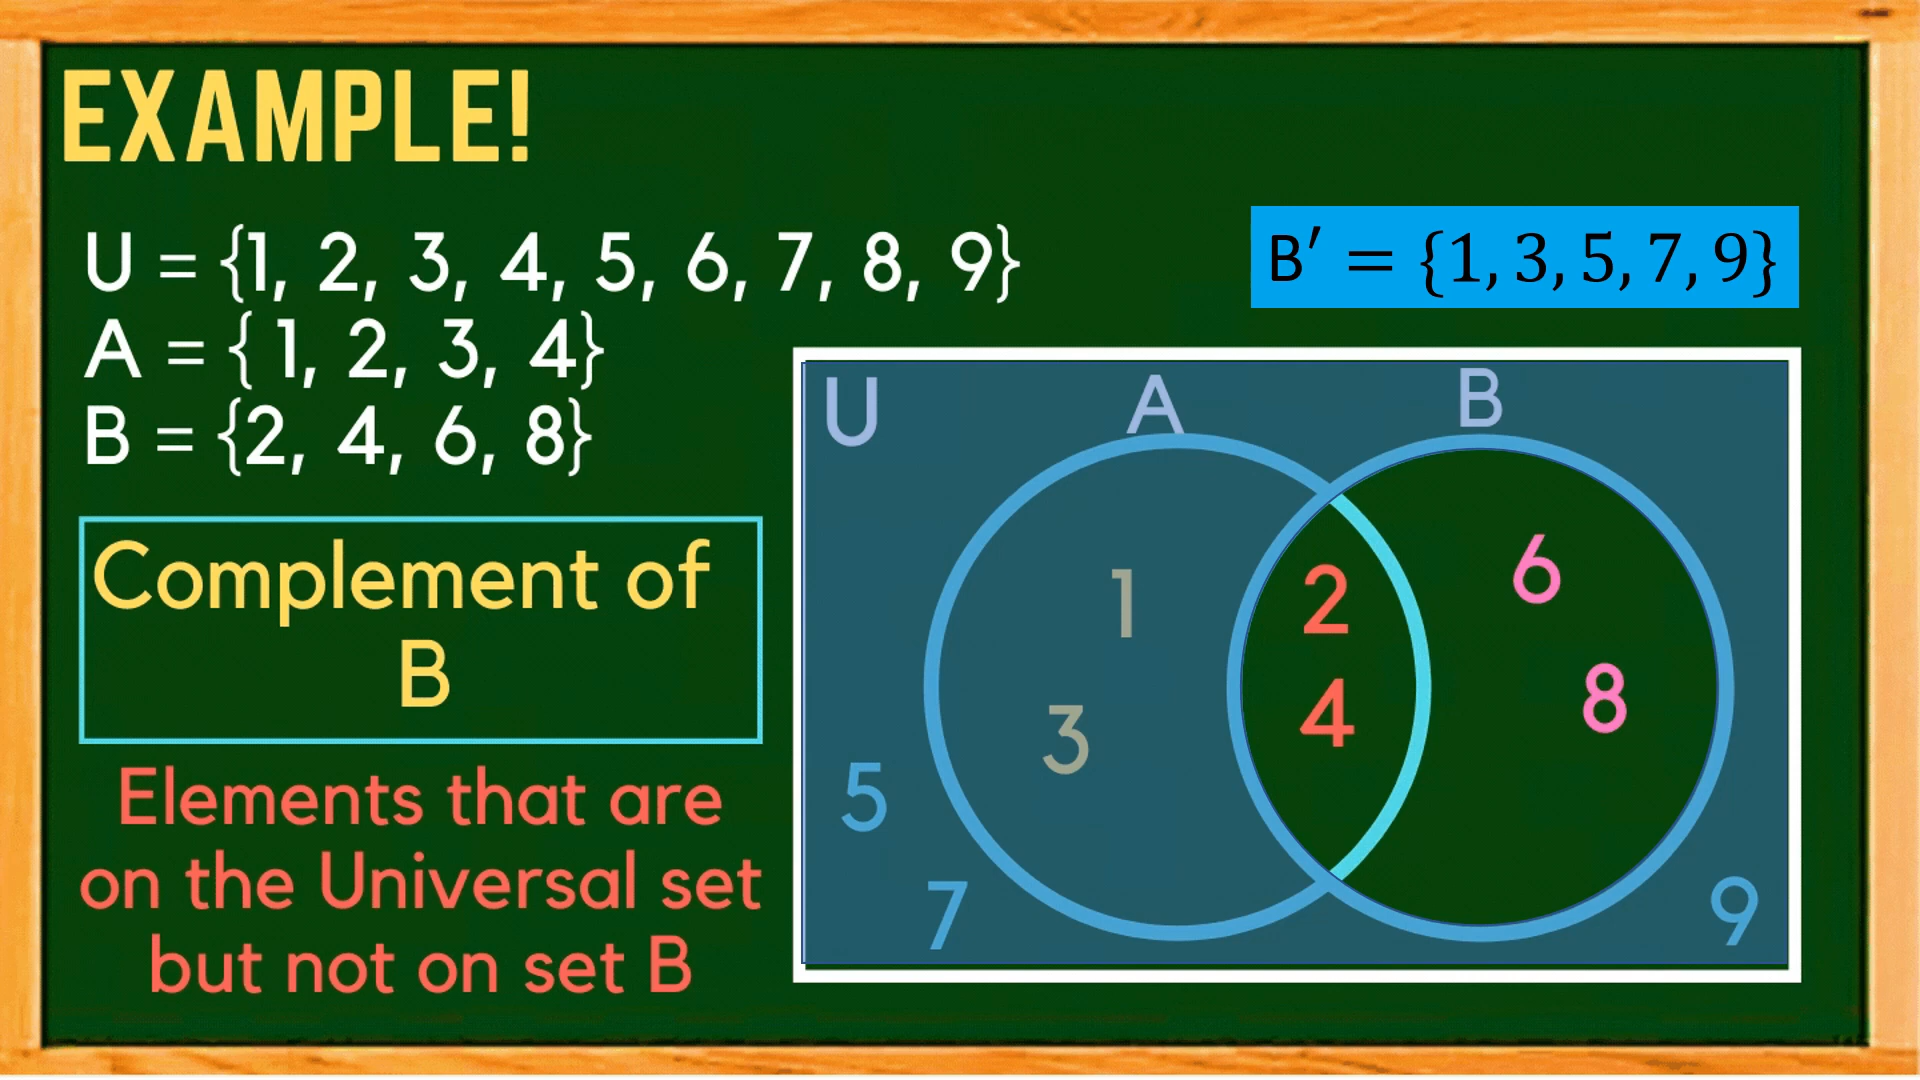 EXAMPLE!
U = {1, 2, 3, 4, 5, 6, 7, 8, 9}
A = { 1, 2, 3, 4}
B = {2, 4, 6, 8}
B′ = {1, 3, 5, 7, 9}
Complement of
B
Elements that are
on the Universal set
but not on set B
U A B
1
2
6
3
4
8
5
7
9